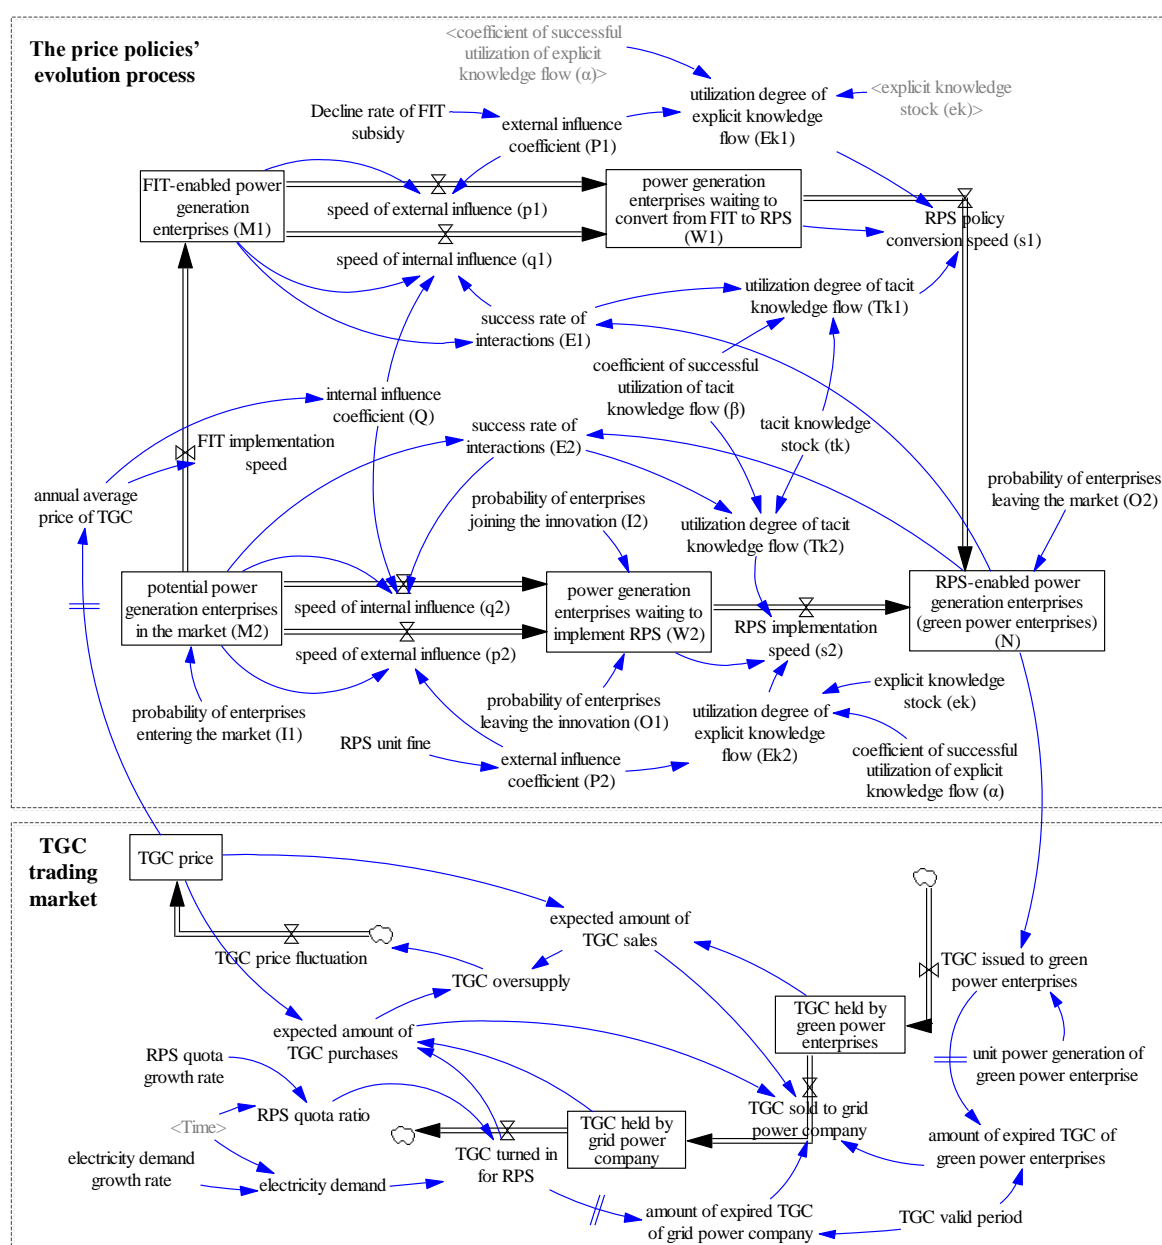 The price policies’
evolution process
<coefficient of successful
utilization of explicit
knowledge flow (α)>
utilization degree of
explicit knowledge
flow (Ek1)
<explicit knowledge
stock (ek)>
Decline rate of FIT
subsidy
external influence
coefficient (P1)
FIT-enabled power
generation
enterprises (M1)
speed of external influence (p1)
power generation
enterprises waiting to
convert from FIT to RPS
(W1)
RPS policy
conversion speed (s1)
speed of internal influence (q1)
utilization degree of tacit
knowledge flow (Tk1)
success rate of
interactions (E1)
coefficient of successful
utilization of tacit
knowledge flow (β)
internal influence
coefficient (Q)
tacit knowledge
stock (tk)
success rate of
interactions (E2)
FIT implementation
speed
annual average
price of TGC
probability of enterprises
joining the innovation (I2)
probability of enterprises
leaving the market (O2)
utilization degree of tacit
knowledge flow (Tk2)
potential power
generation enterprises
in the market (M2)
speed of internal influence (q2)
power generation
enterprises waiting to
implement RPS (W2)
RPS-enabled power
generation enterprises
(green power enterprises)
(N)
RPS implementation
speed (s2)
speed of external influence (p2)
explicit knowledge
stock (ek)
probability of enterprises
entering the market (I1)
probability of enterprises
leaving the innovation (O1)
utilization degree of
explicit knowledge
flow (Ek2)
RPS unit fine
external influence
coefficient (P2)
coefficient of successful
utilization of explicit
knowledge flow (α)
TGC
trading
market
TGC price
expected amount of
TGC sales
TGC price fluctuation
TGC oversupply
TGC issued to green
power enterprises
TGC held by
green power
enterprises
expected amount of
TGC purchases
RPS quota
growth rate
unit power generation of
green power enterprise
RPS quota ratio
<Time>
TGC sold to grid
power company
TGC held by
grid power
company
TGC turned in
for RPS
amount of expired TGC of
green power enterprises
electricity demand
growth rate
electricity demand
amount of expired TGC
of grid power company
TGC valid period